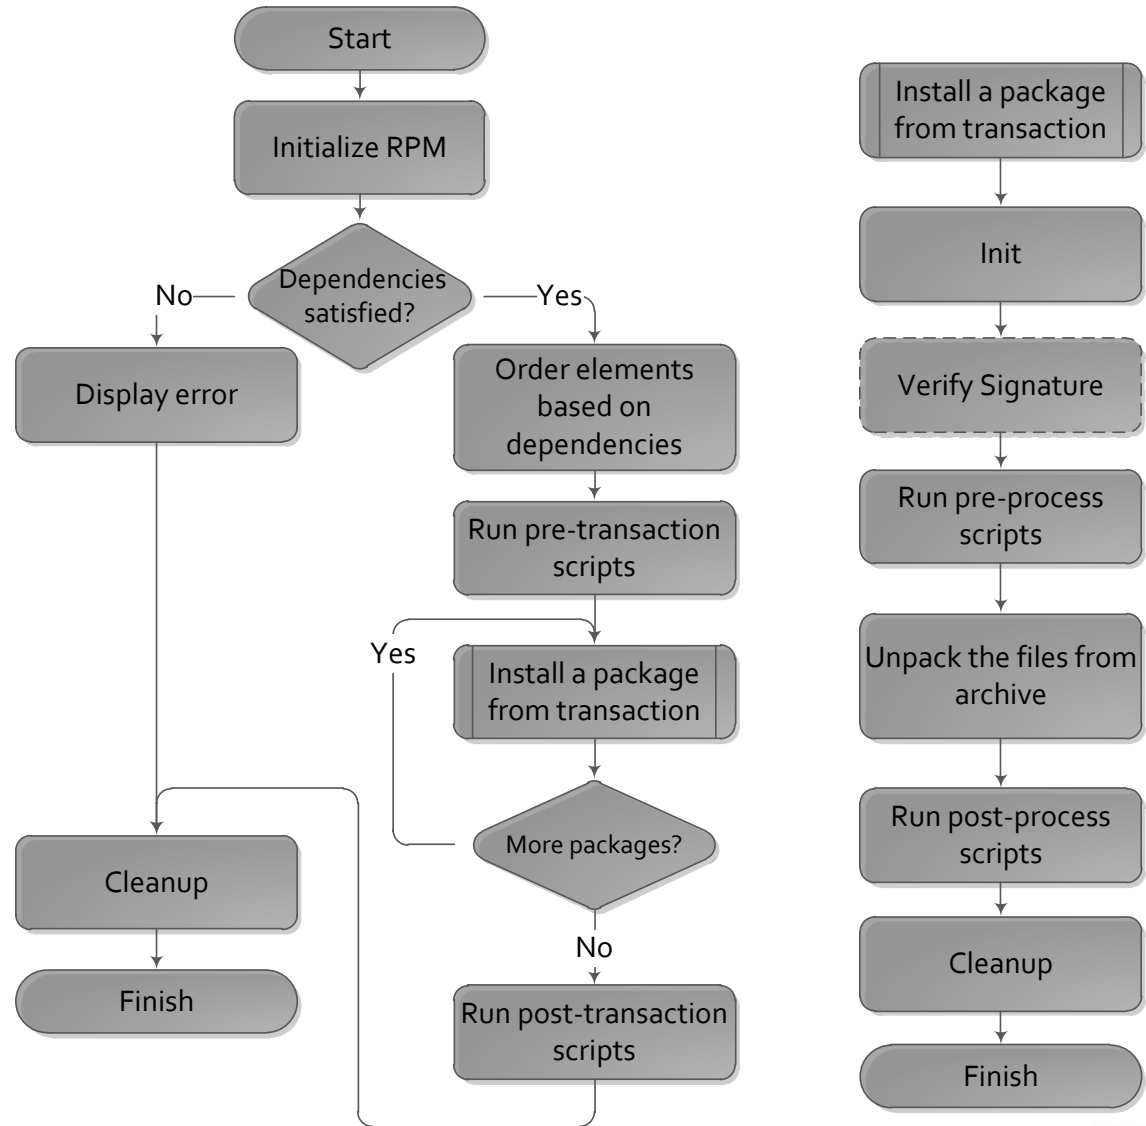 Start
Initialize RPM
Dependencies
satisfied?
No
Yes
Display error
Order elements
based on
dependencies
Run pre-transaction
scripts
Yes
Install a package
from transaction
More packages?
No
Run post-transaction
scripts
Cleanup
Finish
Install a package
from transaction
Init
Verify Signature
Run pre-process
scripts
Unpack the files from
archive
Run post-process
scripts
Cleanup
Finish